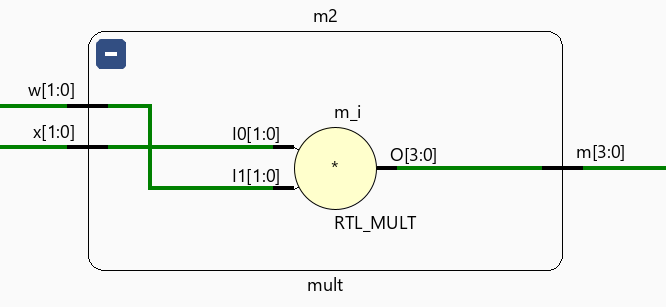 m2
w[1:0]
x[1:0]
m_i
I0[1:0]
I1[1:0]
*
O[3:0]
m[3:0]
RTL_MULT
mult